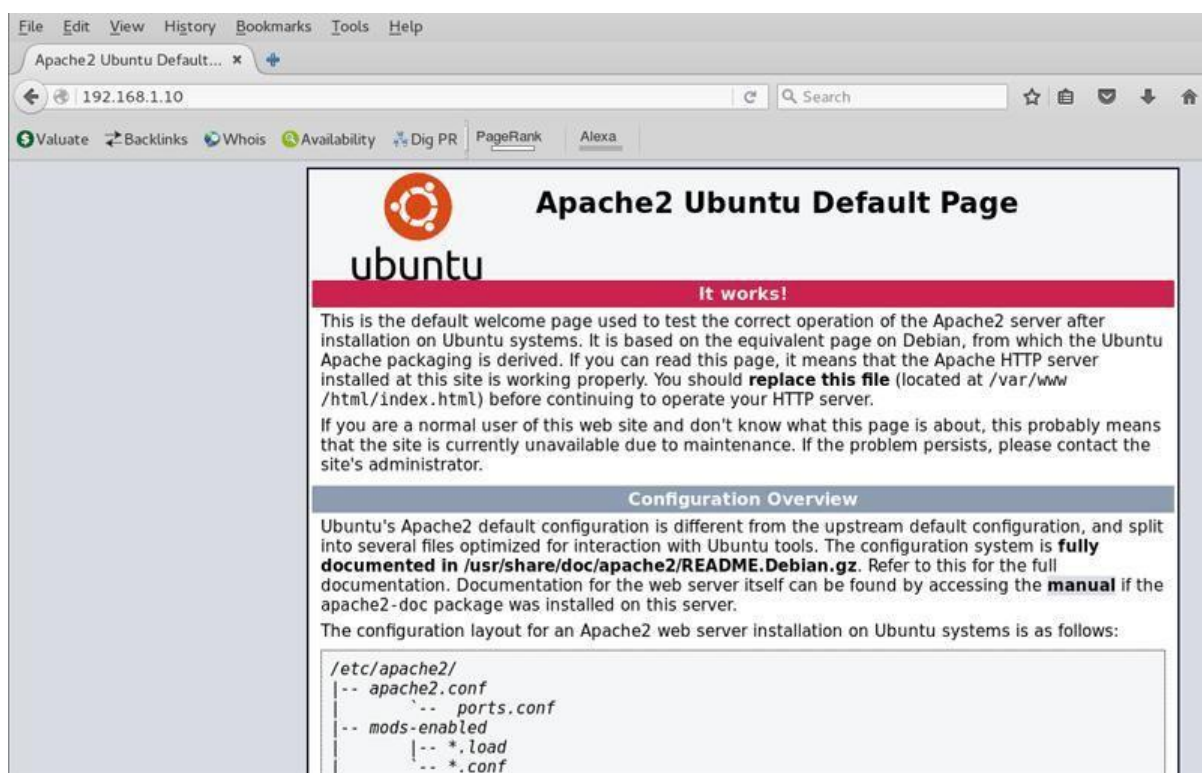 File Edit View History Bookmarks Tools Help
Apache2 Ubuntu Default...
192.168.1.10 Search
Valuate Backlinks Whois Availability Dig PR PageRank Alexa
ubuntu
Apache2 Ubuntu Default Page
It works!
This is the default welcome page used to test the correct operation of the Apache2 server after
installation on Ubuntu systems. It is based on the equivalent page on Debian, from which the Ubuntu
Apache packaging is derived. If you can read this page, it means that the Apache HTTP server
installed at this site is working properly. You should replace this file (located at /var/www
/html/index.html) before continuing to operate your HTTP server.
If you are a normal user of this web site and don't know what this page is about, this probably means
that the site is currently unavailable due to maintenance. If the problem persists, please contact the
site's administrator.
Configuration Overview
Ubuntu's Apache2 default configuration is different from the upstream default configuration, and split
into several files optimized for interaction with Ubuntu tools. The configuration system is fully
documented in /usr/share/doc/apache2/README.Debian.gz. Refer to this for the full
documentation. Documentation for the web server itself can be found by accessing the manual if the
apache2-doc package was installed on this server.
The configuration layout for an Apache2 web server installation on Ubuntu systems is as follows:
/etc/apache2/
|-- apache2.conf
|       `--  ports.conf
|-- mods-enabled
|       |-- *.load
|       `-- *.conf